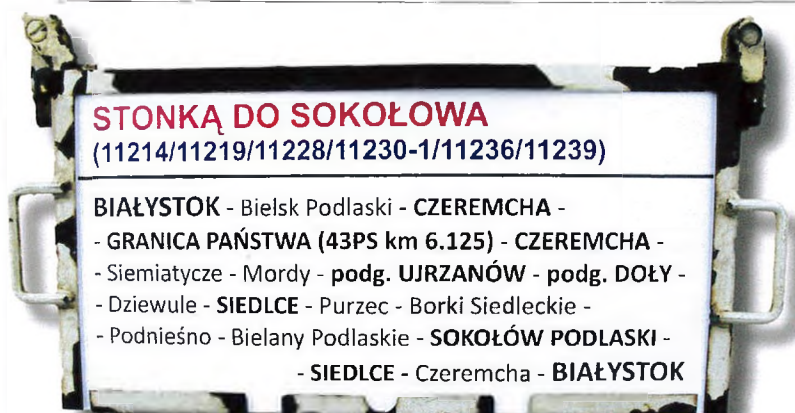 STONKĄ DO SOKOŁOWA
(11214/11219/11228/11230-1/11236/11239)
BIAŁYSTOK - Bielsk Podlaski - CZEREMCHA -
- GRANICA PAŃSTWA (43PS km 6.125) - CZEREMCHA -
- Siemiatycze - Mordy - podg. UJRZANÓW - podg. DOŁY -
- Dziewule - SIEDLCE - Purzec - Borki Siedleckie -
- Podnieśno - Bielany Podlaskie - SOKOŁÓW PODLASKI -
- SIEDLCE - Czeremcha - BIAŁYSTOK